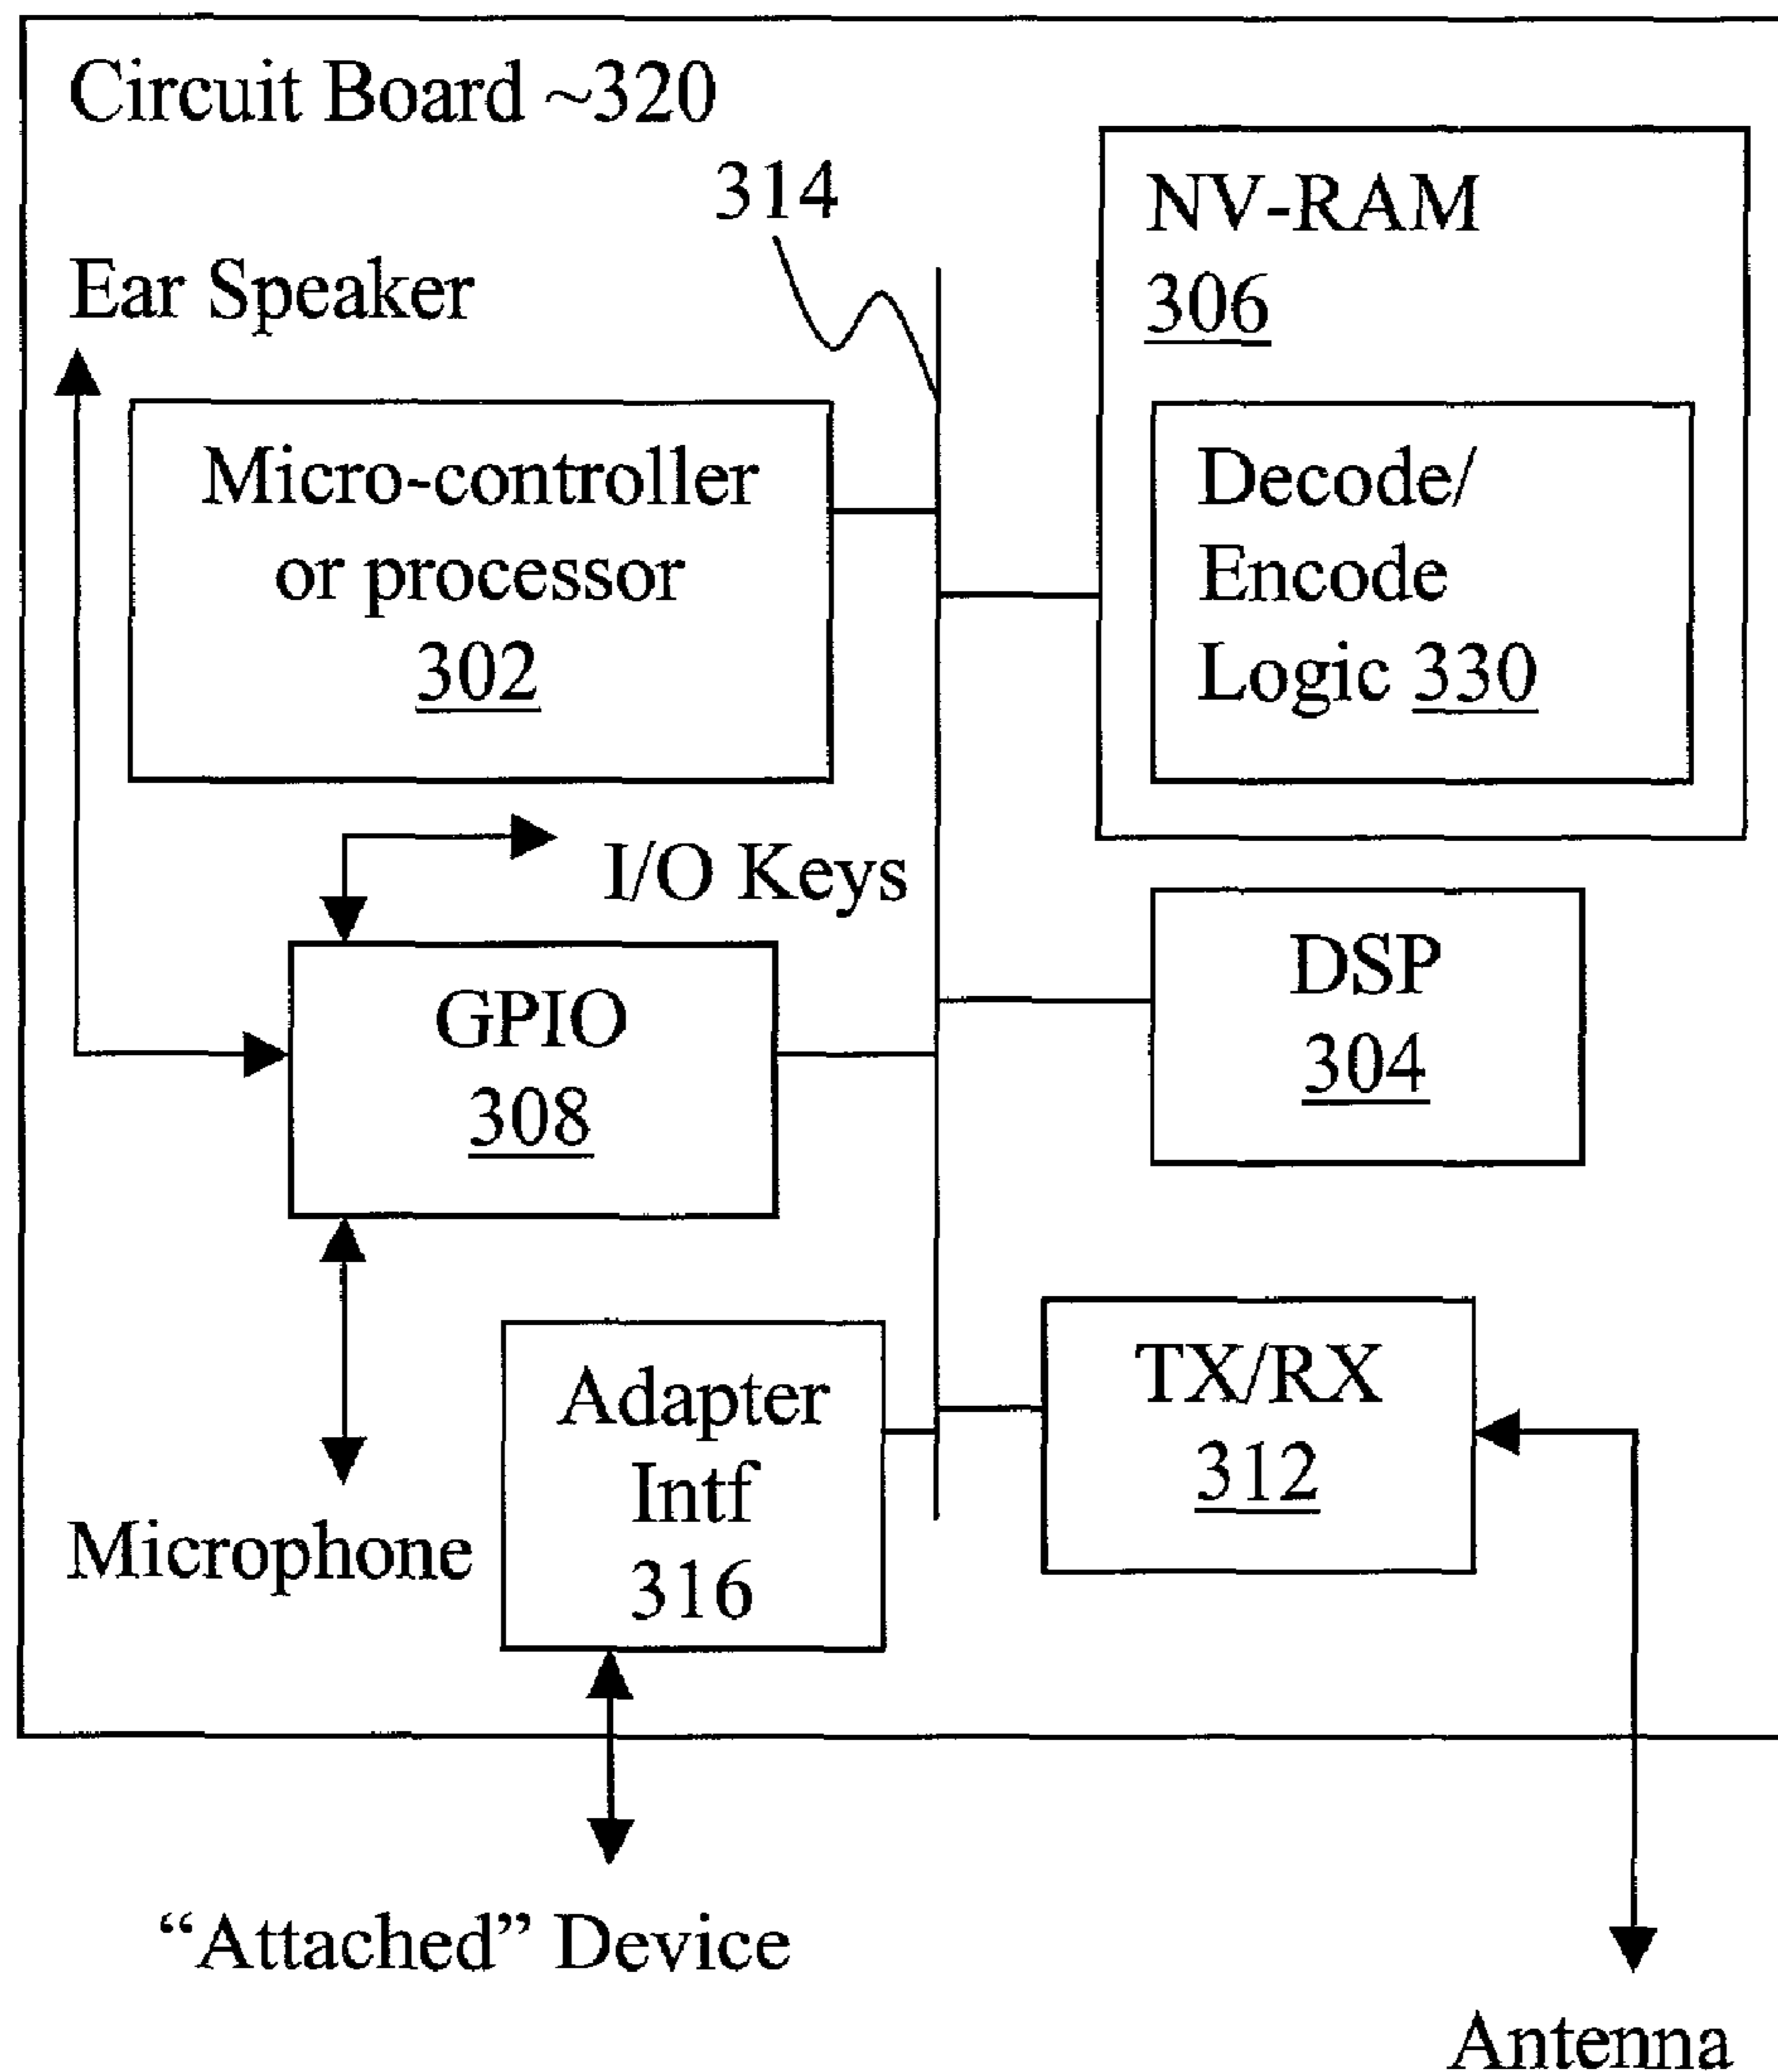 Circuit Board ~320
314
NV-RAM
306
Ear Speaker
Micro-controller
or processor
302
Decode/
Encode
Logic 330
I/O Keys
GPIO
308
DSP
304
Adapter
Intf
316
TX/RX
312
Microphone
“Attached” Device
Antenna